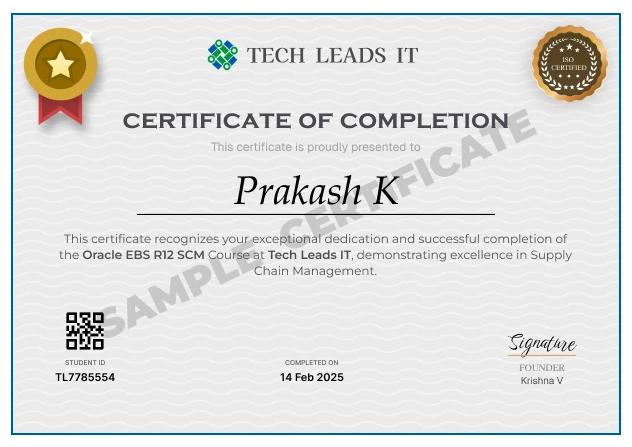 TECH LEADS IT
ISO
CERTIFIED
CERTIFICATE OF COMPLETION
This certificate is proudly presented to
Prakash K
This certificate recognizes your exceptional dedication and successful completion of
the Oracle EBS R12 SCM Course at Tech Leads IT, demonstrating excellence in Supply
Chain Management.
SAMPLE CERTIFICATE
STUDENT ID
TL7785554
COMPLETED ON
14 Feb 2025
Signature
FOUNDER
Krishna V